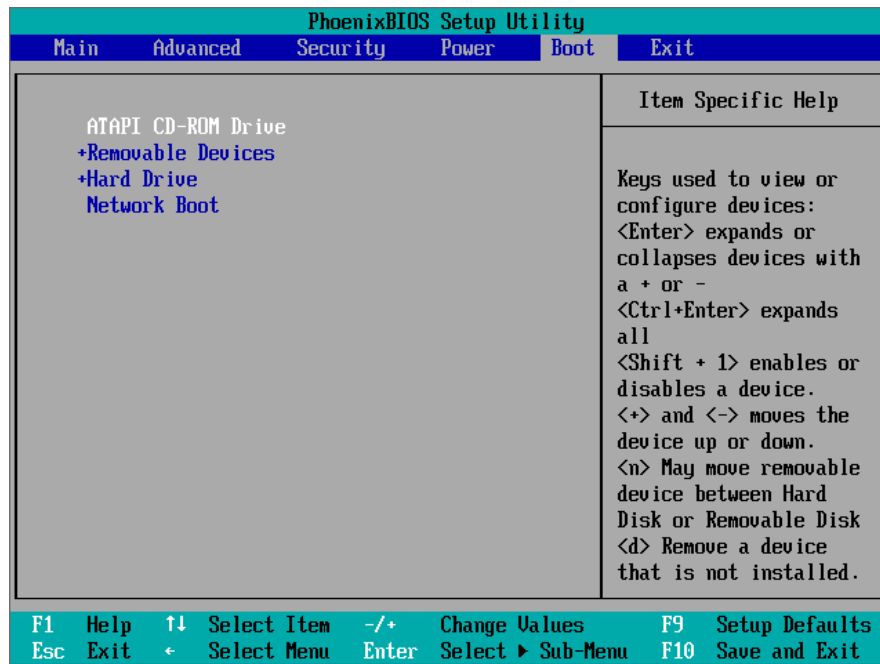 PhoenixBIOS Setup Utility
Main Advanced Security Power Boot Exit
Item Specific Help
ATAPI CD-ROM Drive
+Removable Devices
+Hard Drive
Network Boot
Keys used to view or
configure devices:
<Enter> expands or
collapses devices with
a + or -
<Ctrl+Enter> expands
all
<Shift + 1> enables or
disables a device.
<+> and <-> moves the
device up or down.
<n> May move removable
device between Hard
Disk or Removable Disk
<d> Remove a device
that is not installed.
F1 Help ↑↓ Select Item -/+ Change Values F9 Setup Defaults
Esc Exit ← Select Menu Enter Select ▶ Sub-Menu F10 Save and Exit